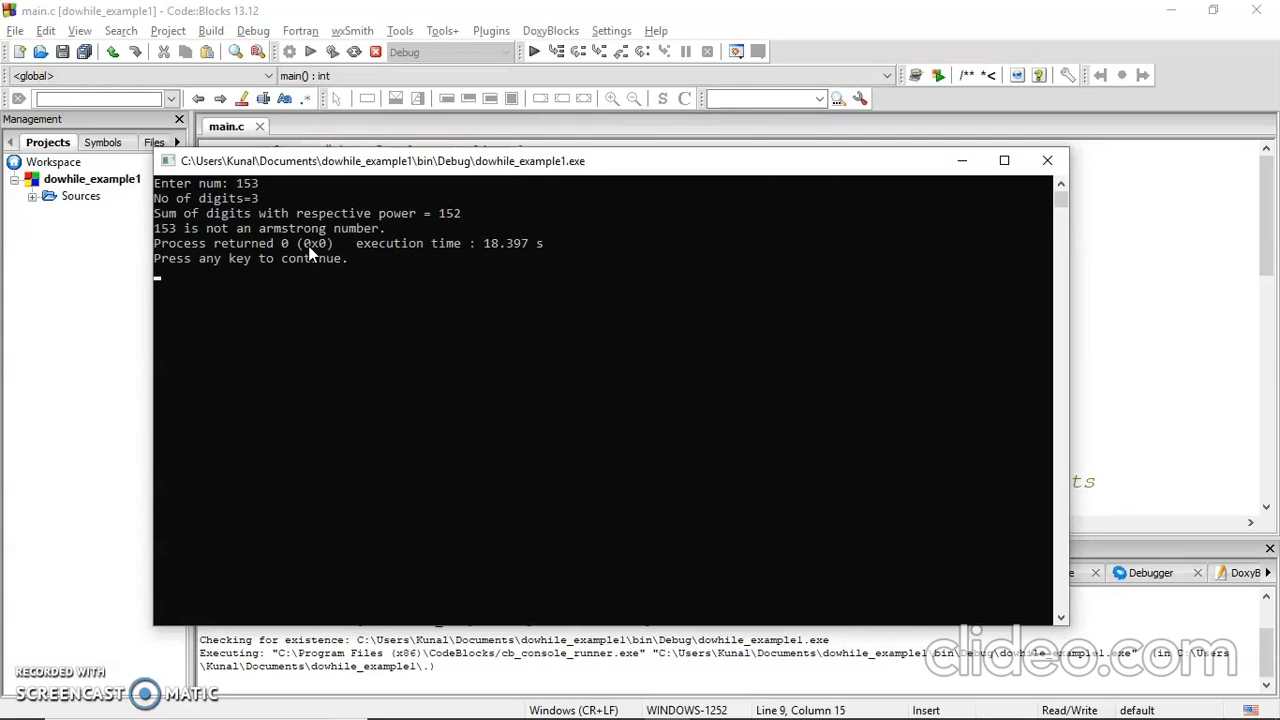 main.c [dowhile_example1] - Code::Blocks 13.12
File Edit View Search Project Build Debug Fortran wxSmith Tools Tools+ Plugins DoxyBlocks Settings Help
Debug
<global>
main() : int
/** *<
Aa .*
S C
Management
main.c
Projects Symbols Files
Workspace
dowhile_example1
Sources
C:\Users\Kunal\Documents\dowhile_example1\bin\Debug\dowhile_example1.exe
Enter num: 153
No of digits=3
Sum of digits with respective power = 152
153 is not an armstrong number.
Process returned 0 (0x0)   execution time : 18.397 s
Press any key to continue.
ts
Debugger
DoxyB
Checking for existence: C:\Users\Kunal\Documents\dowhile_example1\bin\Debug\dowhile_example1.exe
Executing: "C:\Program Files (x86)\CodeBlocks/cb_console_runner.exe" "C:\Users\Kunal\Documents\dowhile_example1\bin\Debug\dowhile_example1.exe"  (in C:\Users
\Kunal\Documents\dowhile_example1\.)
clideo.com
RECORDED WITH
SCREENCAST MATIC
Windows (CR+LF) WINDOWS-1252 Line 9, Column 15 Insert Read/Write default